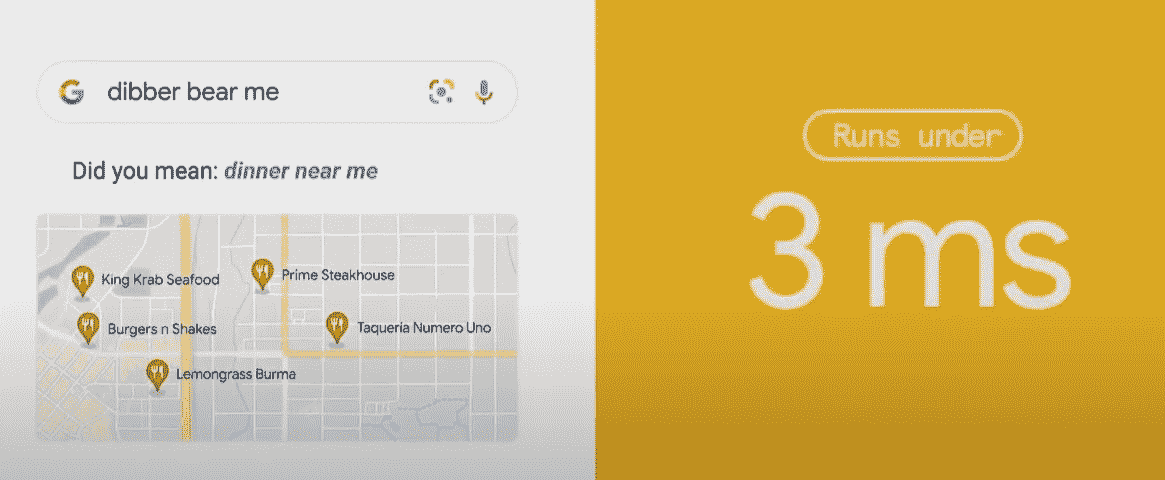 dibber bear me
Did you mean: dinner near me
King Krab Seafood
Prime Steakhouse
Burgers n Shakes
Taqueria Numero Uno
Lemongrass Burma
Runs under
3 ms